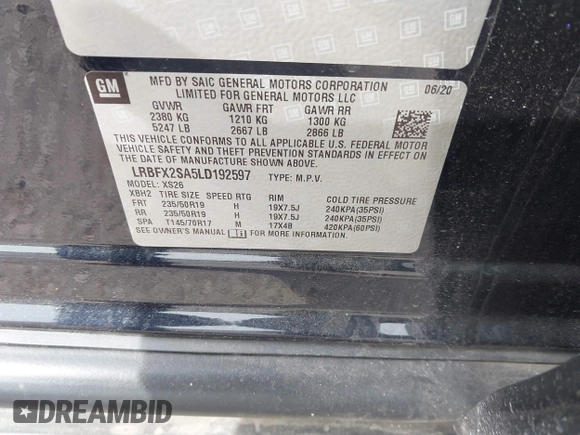 GM
MFD BY SAIC GENERAL MOTORS CORPORATION 06/20
LIMITED FOR GENERAL MOTORS LLC
GVWR GAWR FRT GAWR RR
2380 KG 1210 KG 1300 KG
5247 LB 2667 LB 2866 LB
THIS VEHICLE CONFORMS TO ALL APPLICABLE U.S. FEDERAL MOTOR
VEHICLE SAFETY AND THEFT PREVENTION STANDARDS IN EFFECT ON
THE DATE OF MANUFACTURE SHOWN ABOVE.
LRBFX2SA5LD192597 TYPE: M.P.V.
MODEL: XS26
XBH2 TIRE SIZE SPEED RTG RIM COLD TIRE PRESSURE
FRT 235/50R19 H 19X7.5J 240KPA(35PSI)
RR 235/50R19 H 19X7.5J 240KPA(35PSI)
SPA T145/70R17 M 17X4B 420KPA(60PSI)
SEE OWNER'S MANUAL FOR MORE INFORMATION.
DREAMBID